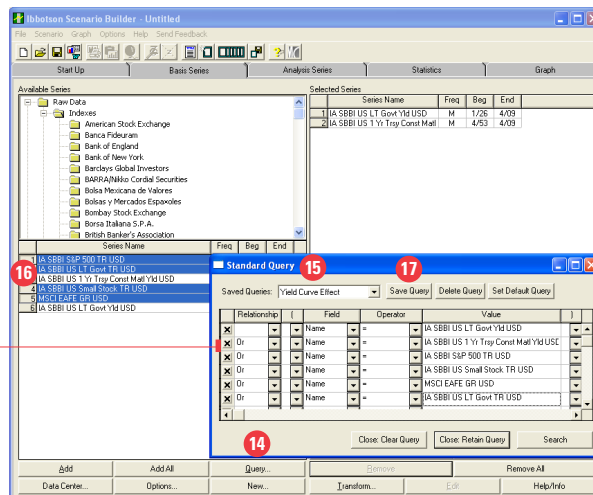 Ibbotson Scenario Builder - Untitled
File Scenario Graph Options Help Send Feedback
Start Up Basis Series Analysis Series Statistics Graph
Available Series
Selected Series
Raw Data
Indexes
American Stock Exchange
Banca Fideuram
Bank of England
Bank of New York
Barclays Global Investors
BARRA/Nikko Cordial Securities
Bolsa Mexicana de Valores
Bolsas y Mercados Espaxoles
Bombay Stock Exchange
Borsa Italiana S.P.A.
British Banker's Association
Series Name Freq Beg End
1 IA SBBI US LT Govt Yld USD M 1/26 4/09
2 IA SBBI US 1 Yr Trsy Const Matl M 4/53 4/09
Series Name Freq Beg End
1 IA SBBI S&P 500 TR USD
IA SBBI US LT Govt TR USD
IA SBBI US 1 Yr Trsy Const Matl Yld USD
4 IA SBBI US Small Stock TR USD
5 MSCI EAFE GR USD
6 IA SBBI US LT Govt Yld USD
16
Standard Query
15
17
Saved Queries: Yield Curve Effect Save Query Delete Query Set Default Query
Relationship ( Field Operator Value )
Name = IA SBBI US LT Govt Yld USD
Or Name = IA SBBI US 1 Yr Trsy Const Matl Yld USD
Or Name = IA SBBI S&P 500 TR USD
Or Name = IA SBBI US Small Stock TR USD
Or Name = MSCI EAFE GR USD
Or Name = IA SBBI US LT Govt TR USD
14
Close: Clear Query Close: Retain Query Search
Add Add All Query... Remove Remove All
Data Center... Options... New... Transform... Edit Help/Info